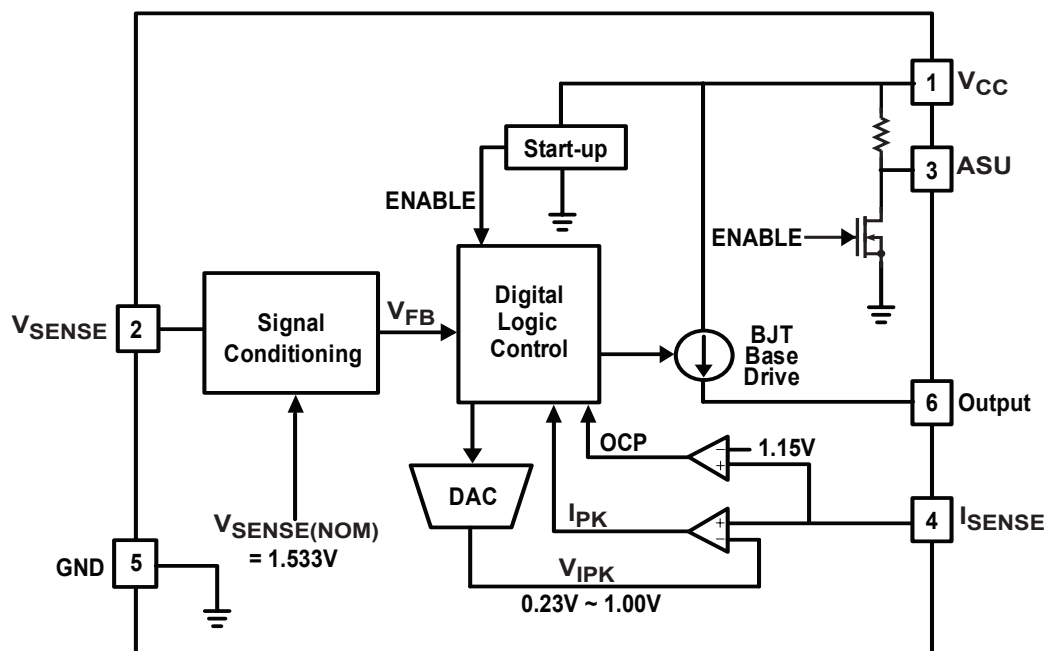 1 VCC
Start-up
3 ASU
ENABLE
ENABLE
VSENSE 2
Signal
Conditioning
VFB
Digital
Logic
Control
BJT
Base
Drive
6 Output
OCP
−
+
1.15V
DAC
IPK
+
−
4 ISENSE
VSENSE(NOM)
= 1.533V
GND 5
VIPK
0.23V ~ 1.00V